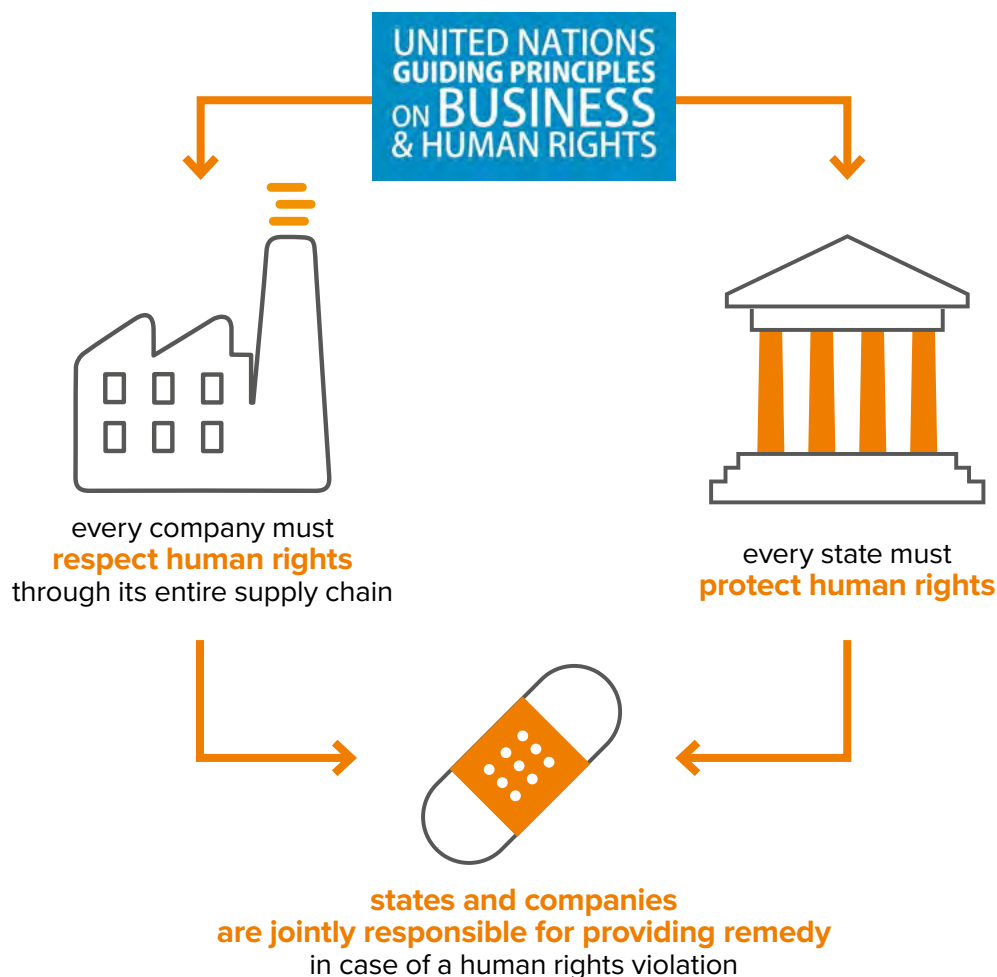 UNITED NATIONS
GUIDING PRINCIPLES
ON BUSINESS
& HUMAN RIGHTS
every company must
respect human rights
through its entire supply chain
every state must
protect human rights
states and companies
are jointly responsible for providing remedy
in case of a human rights violation